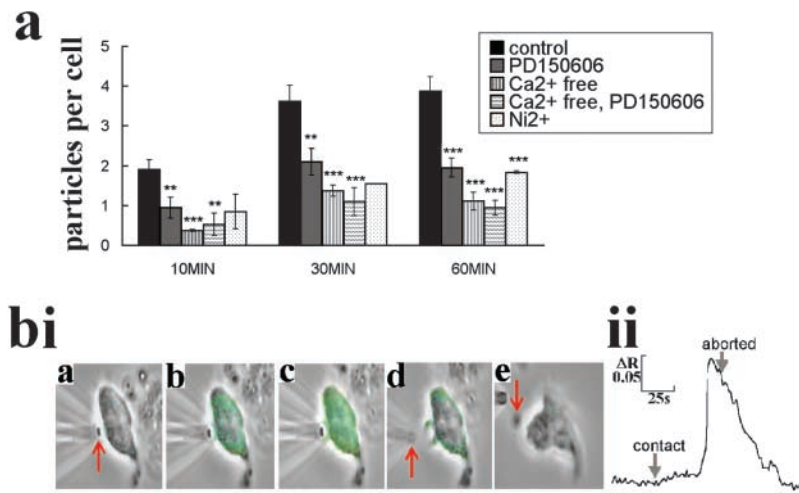 a
particles per cell
5
4
3
2
1
0
control
PD150606
Ca2+ free
Ca2+ free, PD150606
Ni2+
** *** **
** *** ***
*** *** *** ***
10MIN 30MIN 60MIN
bi
a b c d e
ii
ΔR
0.05
25s
aborted
contact